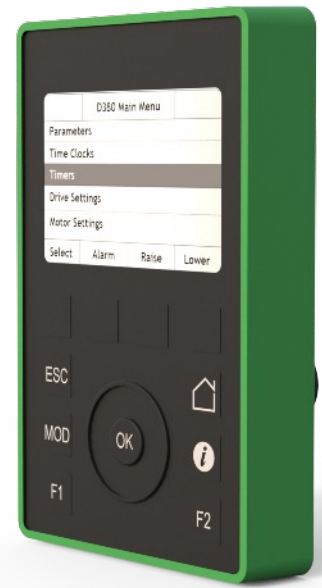 D350 Main Menu
Parameters
Time Clocks
Timers
Drive Settings
Motor Settings
Select Alarm Raise Lower
ESC
MOD OK i
F1 F2